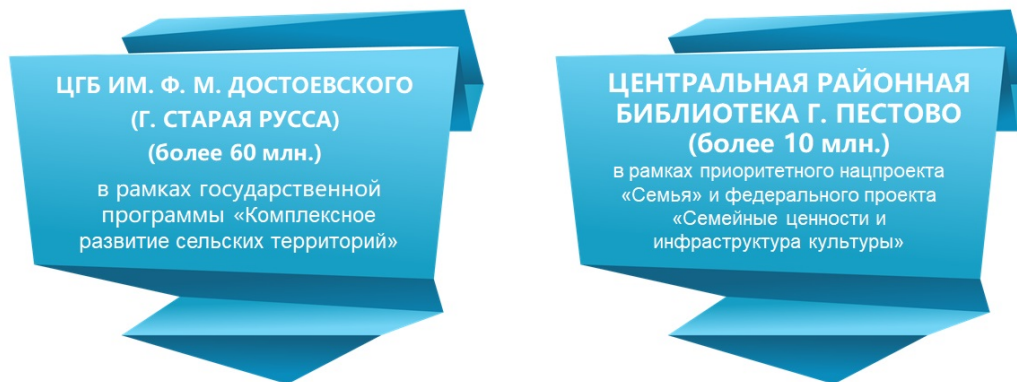 ЦГБ ИМ. Ф. М. ДОСТОЕВСКОГО
(Г. СТАРАЯ РУССА)
(более 60 млн.)
в рамках государственной
программы «Комплексное
развитие сельских территорий»
ЦЕНТРАЛЬНАЯ РАЙОННАЯ
БИБЛИОТЕКА Г. ПЕСТОВО
(более 10 млн.)
в рамках приоритетного нацпроекта
«Семья» и федерального проекта
«Семейные ценности и
инфраструктура культуры»